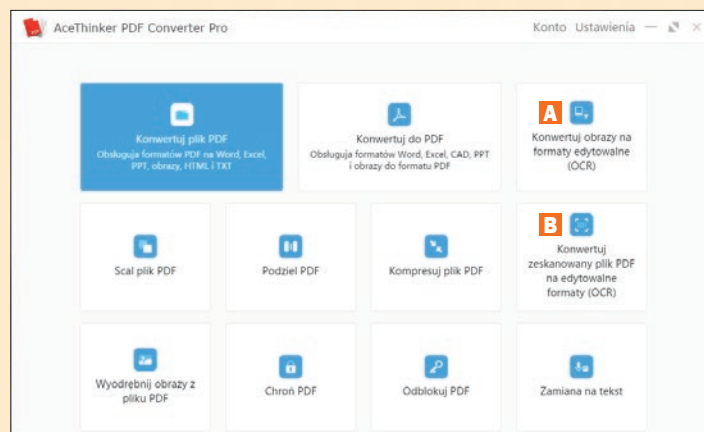 AceThinker PDF Converter Pro
Konto Ustawienia
Konwertuj plik PDF
Obsługuja formatów PDF na Word, Excel,
PPT, obrazy, HTML i TXT
Konwertuj do PDF
Obsługuja formatów Word, Excel, CAD, PPT
i obrazy do formatu PDF
A
Konwertuj obrazy na
formaty edytowalne
(OCR)
Scal plik PDF
Podziel PDF
Kompresuj plik PDF
B
Konwertuj
zeskanowany plik PDF
na edytowalne
formaty (OCR)
Wyodrębnij obrazy z
pliku PDF
Chroń PDF
Odblokuj PDF
Zamiana na tekst